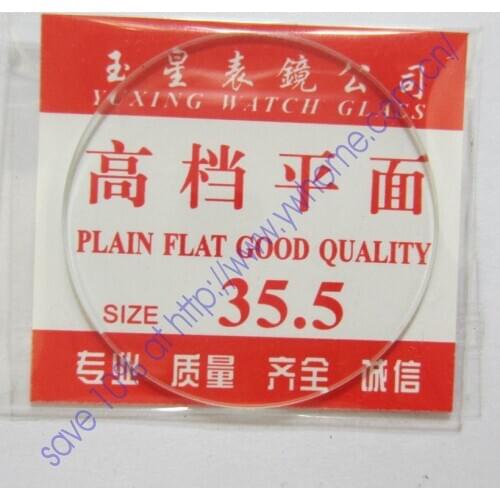 玉星表鏡公司
YUXING WATCH GLASS
高档平面
PLAIN FLAT GOOD QUALITY
SIZE 35.5
专业 质量 齐全 诚信
save 10% at http://www.ywhome.com.cn/